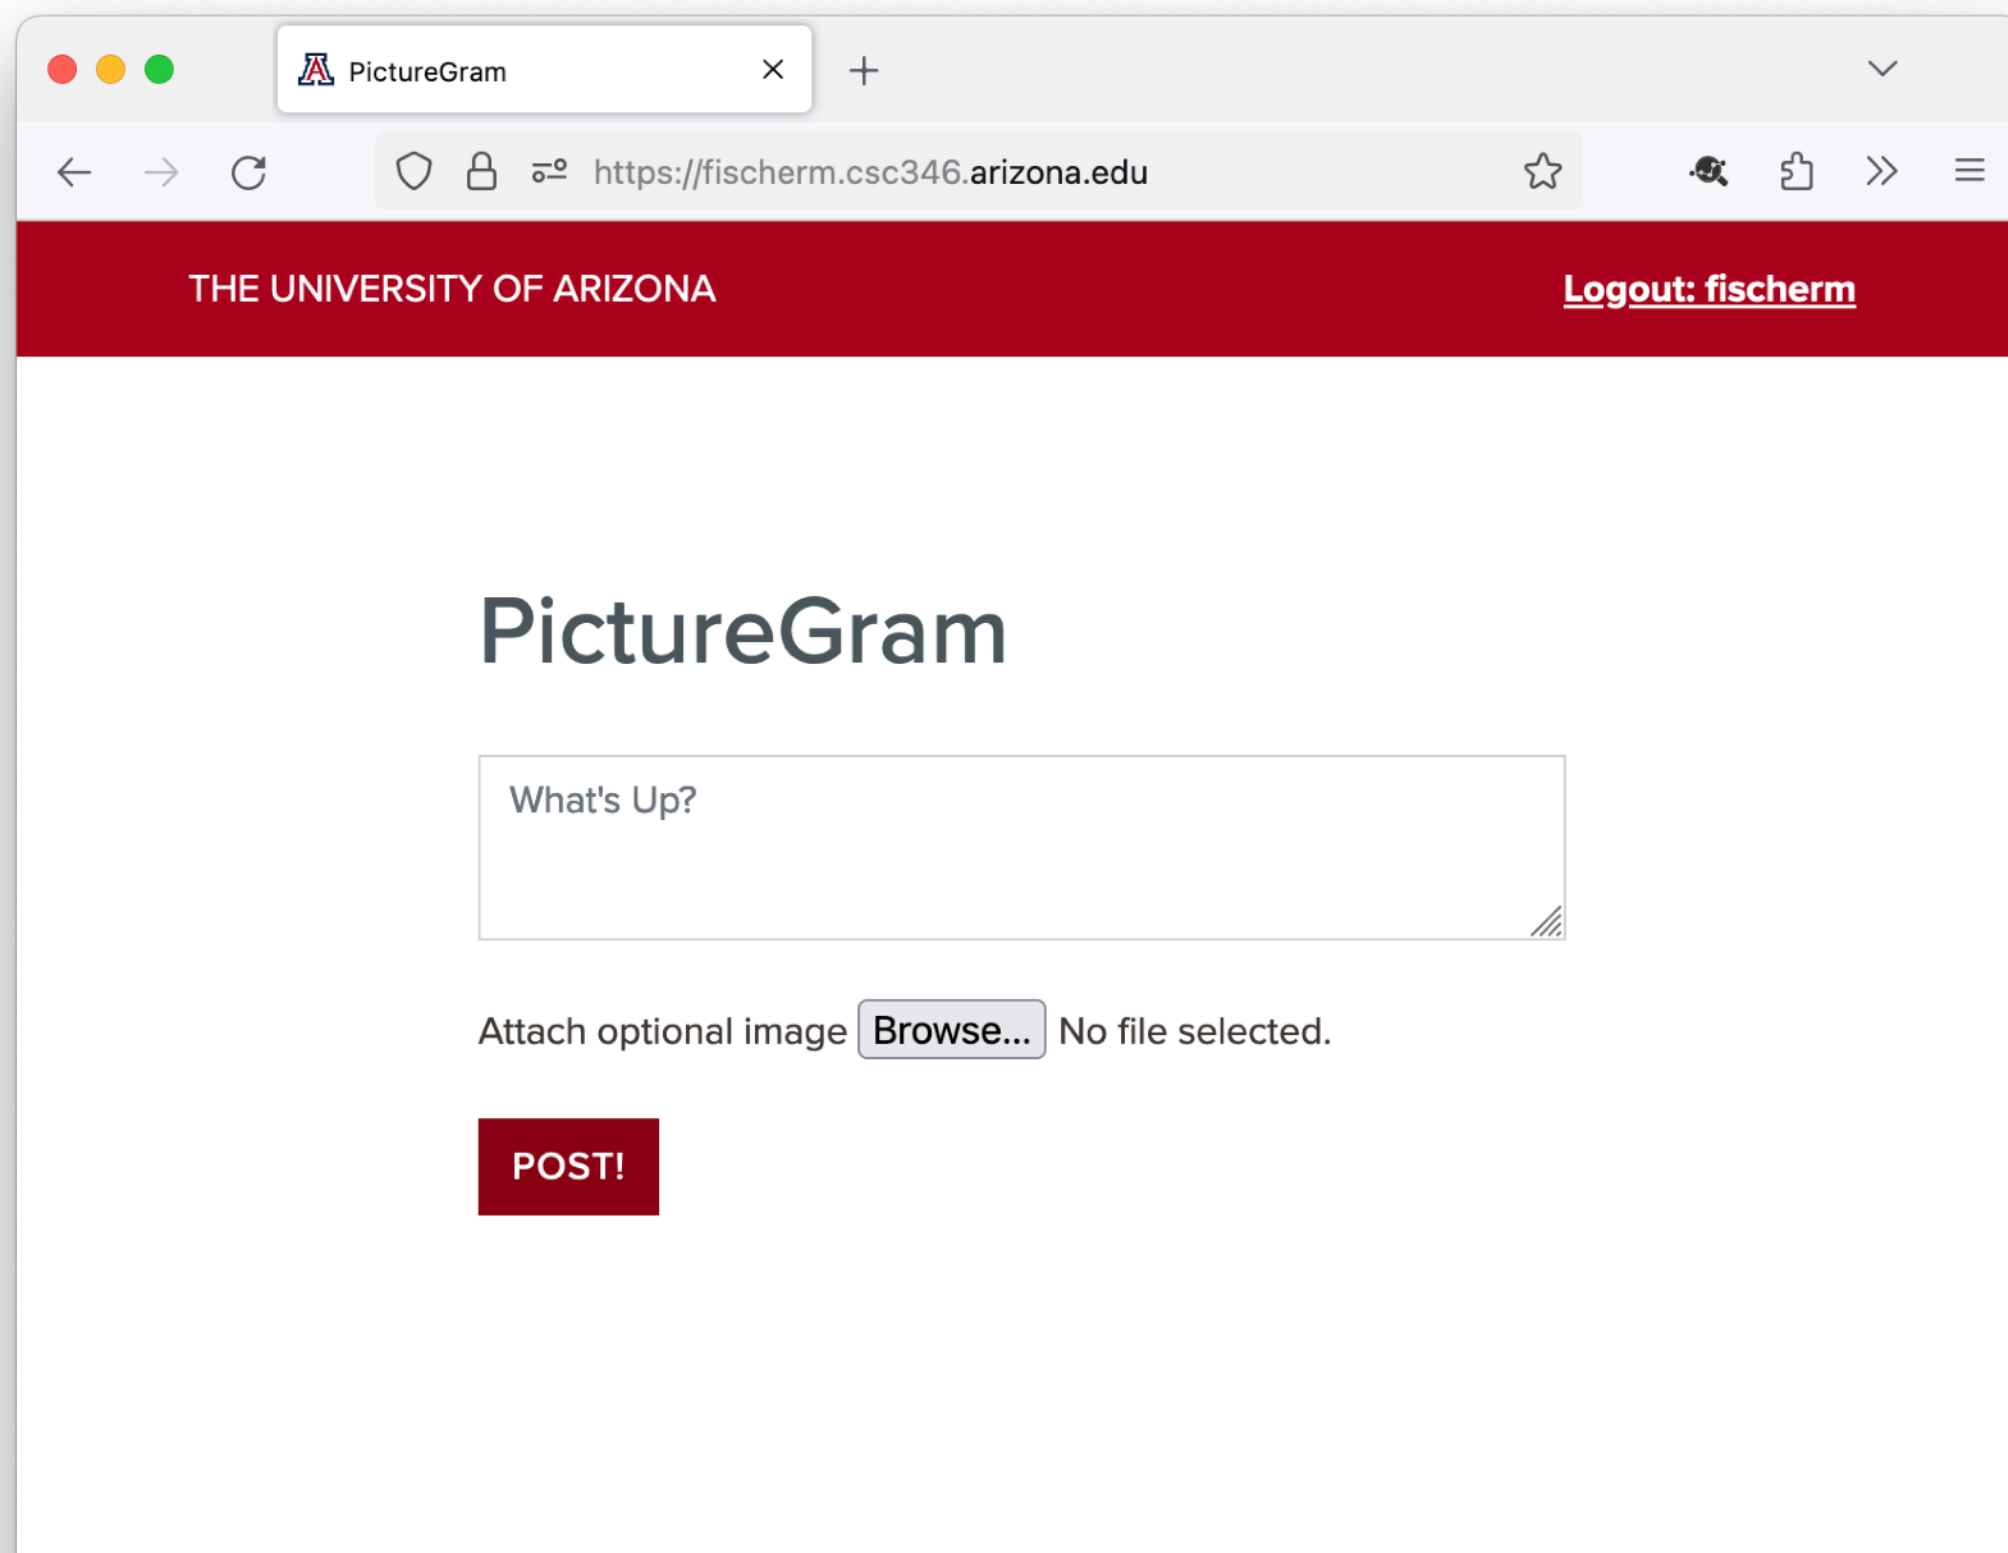 PictureGram
https://fischerm.csc346.arizona.edu
THE UNIVERSITY OF ARIZONA
Logout: fischerm
PictureGram
What's Up?
Attach optional image Browse... No file selected.
POST!